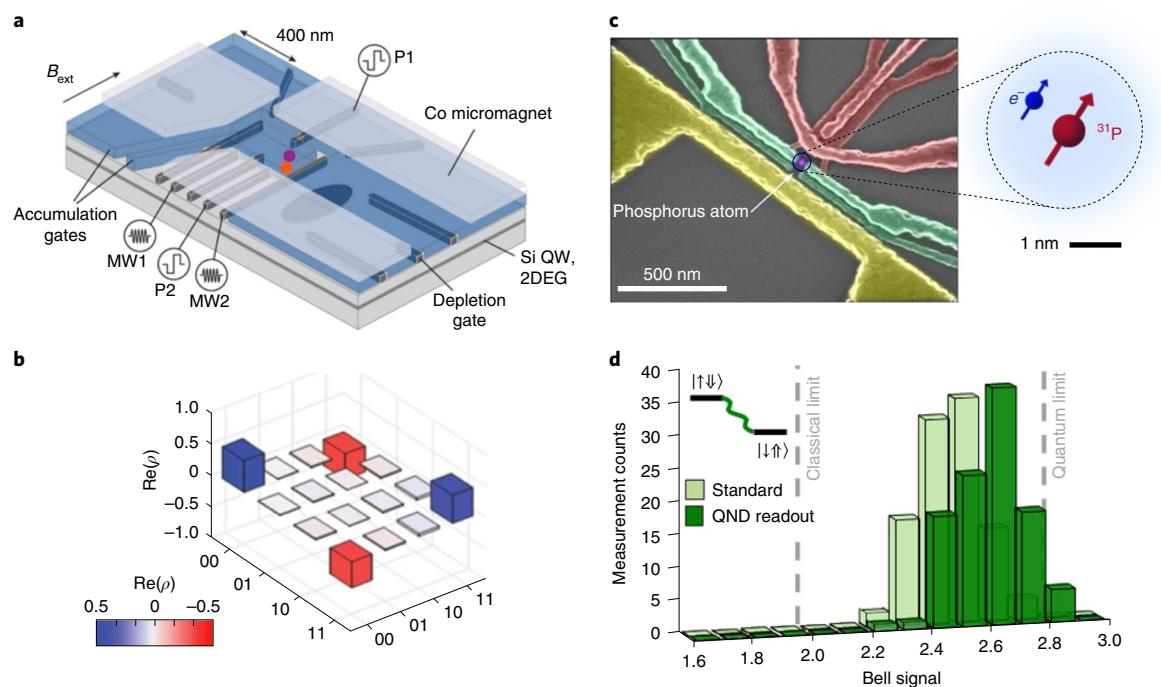 a
400 nm
P1
Bext
Co micromagnet
Accumulation
gates
MW1
P2
MW2
Si QW,
2DEG
Depletion
gate
b
1.0
0.5
0
−0.5
−1.0
Re(ρ)
00
01
10
11
00
01
10
11
Re(ρ)
0.5 0 −0.5
c
e−
31P
Phosphorus atom
500 nm
1 nm
d
40
35
30
25
20
15
10
5
0
Measurement counts
|↑⇓⟩
|↓⇑⟩
Classical limit
Quantum limit
Standard
QND readout
1.6 1.8 2.0 2.2 2.4 2.6 2.8 3.0
Bell signal